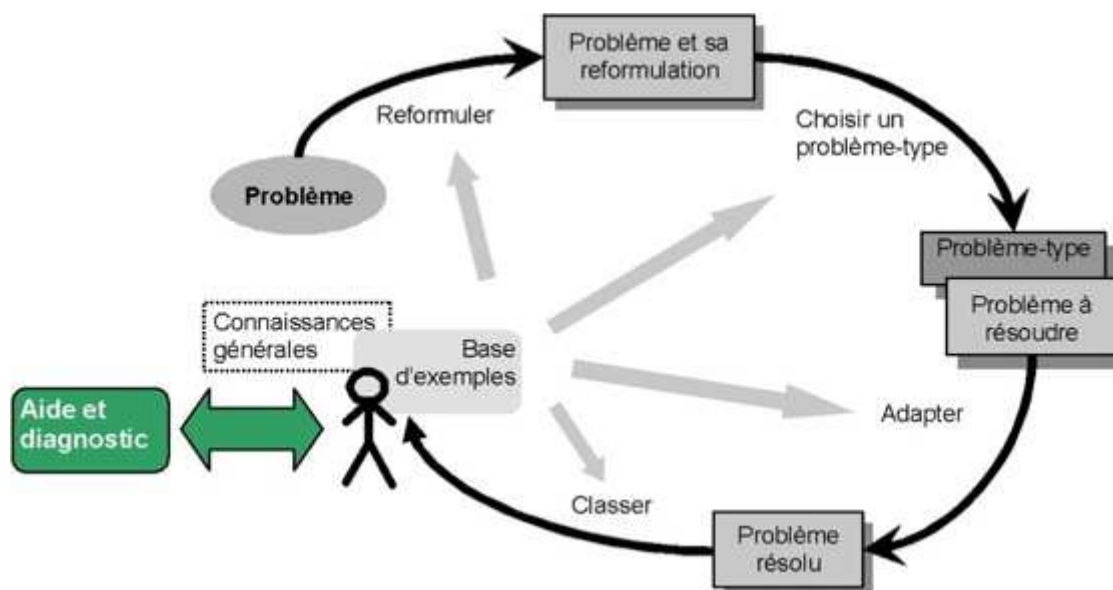 Problème et sa
reformulation
Reformuler
Choisir un
problème-type
Problème
Problème-type
Problème à
résoudre
Connaissances
générales
Base
d'exemples
Aide et
diagnostic
Adapter
Classer
Problème
résolu